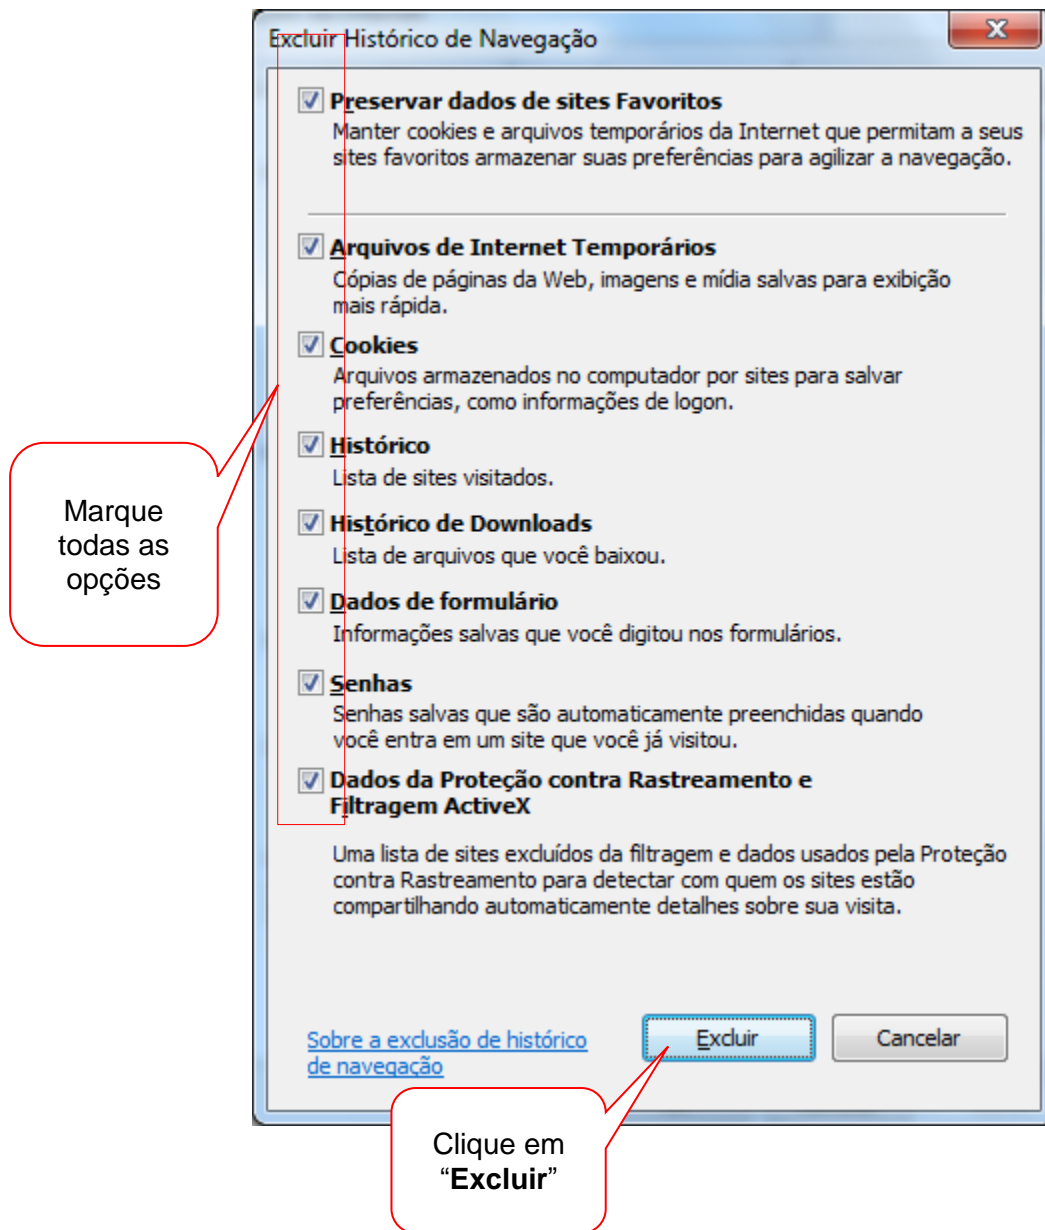 Excluir Histórico de Navegação
Preservar dados de sites Favoritos
Manter cookies e arquivos temporários da Internet que permitam a seus
sites favoritos armazenar suas preferências para agilizar a navegação.
Arquivos de Internet Temporários
Cópias de páginas da Web, imagens e mídia salvas para exibição
mais rápida.
Cookies
Arquivos armazenados no computador por sites para salvar
preferências, como informações de logon.
Histórico
Lista de sites visitados.
Histórico de Downloads
Lista de arquivos que você baixou.
Dados de formulário
Informações salvas que você digitou nos formulários.
Senhas
Senhas salvas que são automaticamente preenchidas quando
você entra em um site que você já visitou.
Dados da Proteção contra Rastreamento e
Filtragem ActiveX
Uma lista de sites excluídos da filtragem e dados usados pela Proteção
contra Rastreamento para detectar com quem os sites estão
compartilhando automaticamente detalhes sobre sua visita.
Sobre a exclusão de histórico
de navegação
Excluir
Cancelar
Marque
todas as
opções
Clique em
“Excluir”